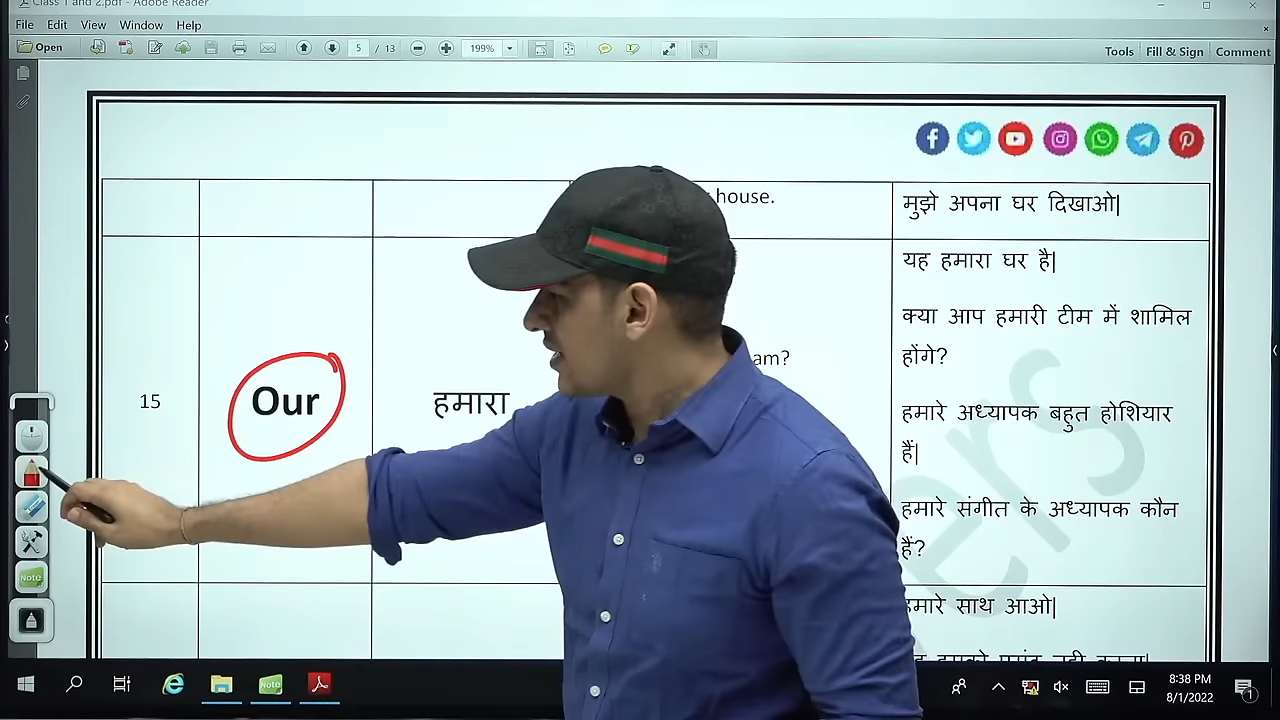 Class 1 and 2.pdf - Adobe Reader
File Edit View Window Help
Open 5 / 13 199% Tools Fill & Sign Comment
house. मुझे अपना घर दिखाओ|
यह हमारा घर है|
क्या आप हमारी टीम में शामिल
am? होंगे?
15 Our हमारा हमारे अध्यापक बहुत होशियार
हैं|
हमारे संगीत के अध्यापक कौन
हैं?
Note
हमारे साथ आओ|
Note
8:38 PM
8/1/2022
1